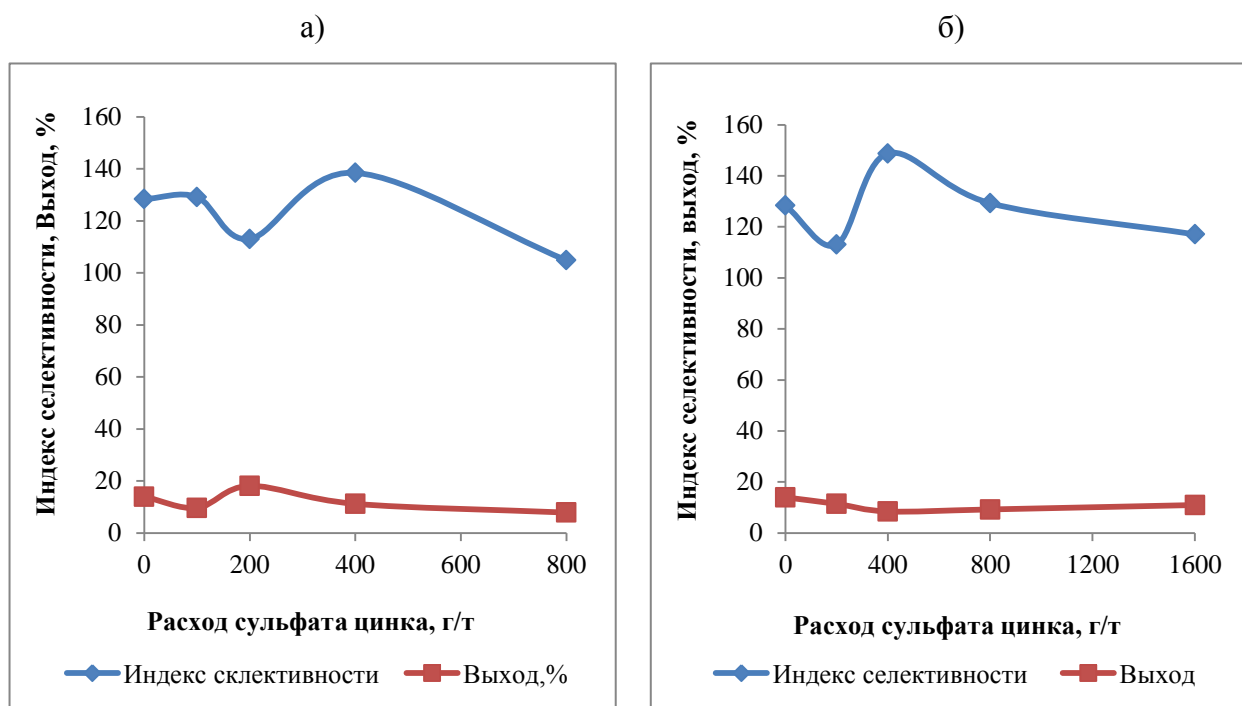 а)
б)
Индекс селективности, Выход, %
160
140
120
100
80
60
40
20
0
0 200 400 600 800
Расход сульфата цинка, г/т
Индекс склективности Выход,%
Индекс селективности, выход, %
160
140
120
100
80
60
40
20
0
0 400 800 1200 1600
Расход сульфата цинка, г/т
Индекс селективности Выход